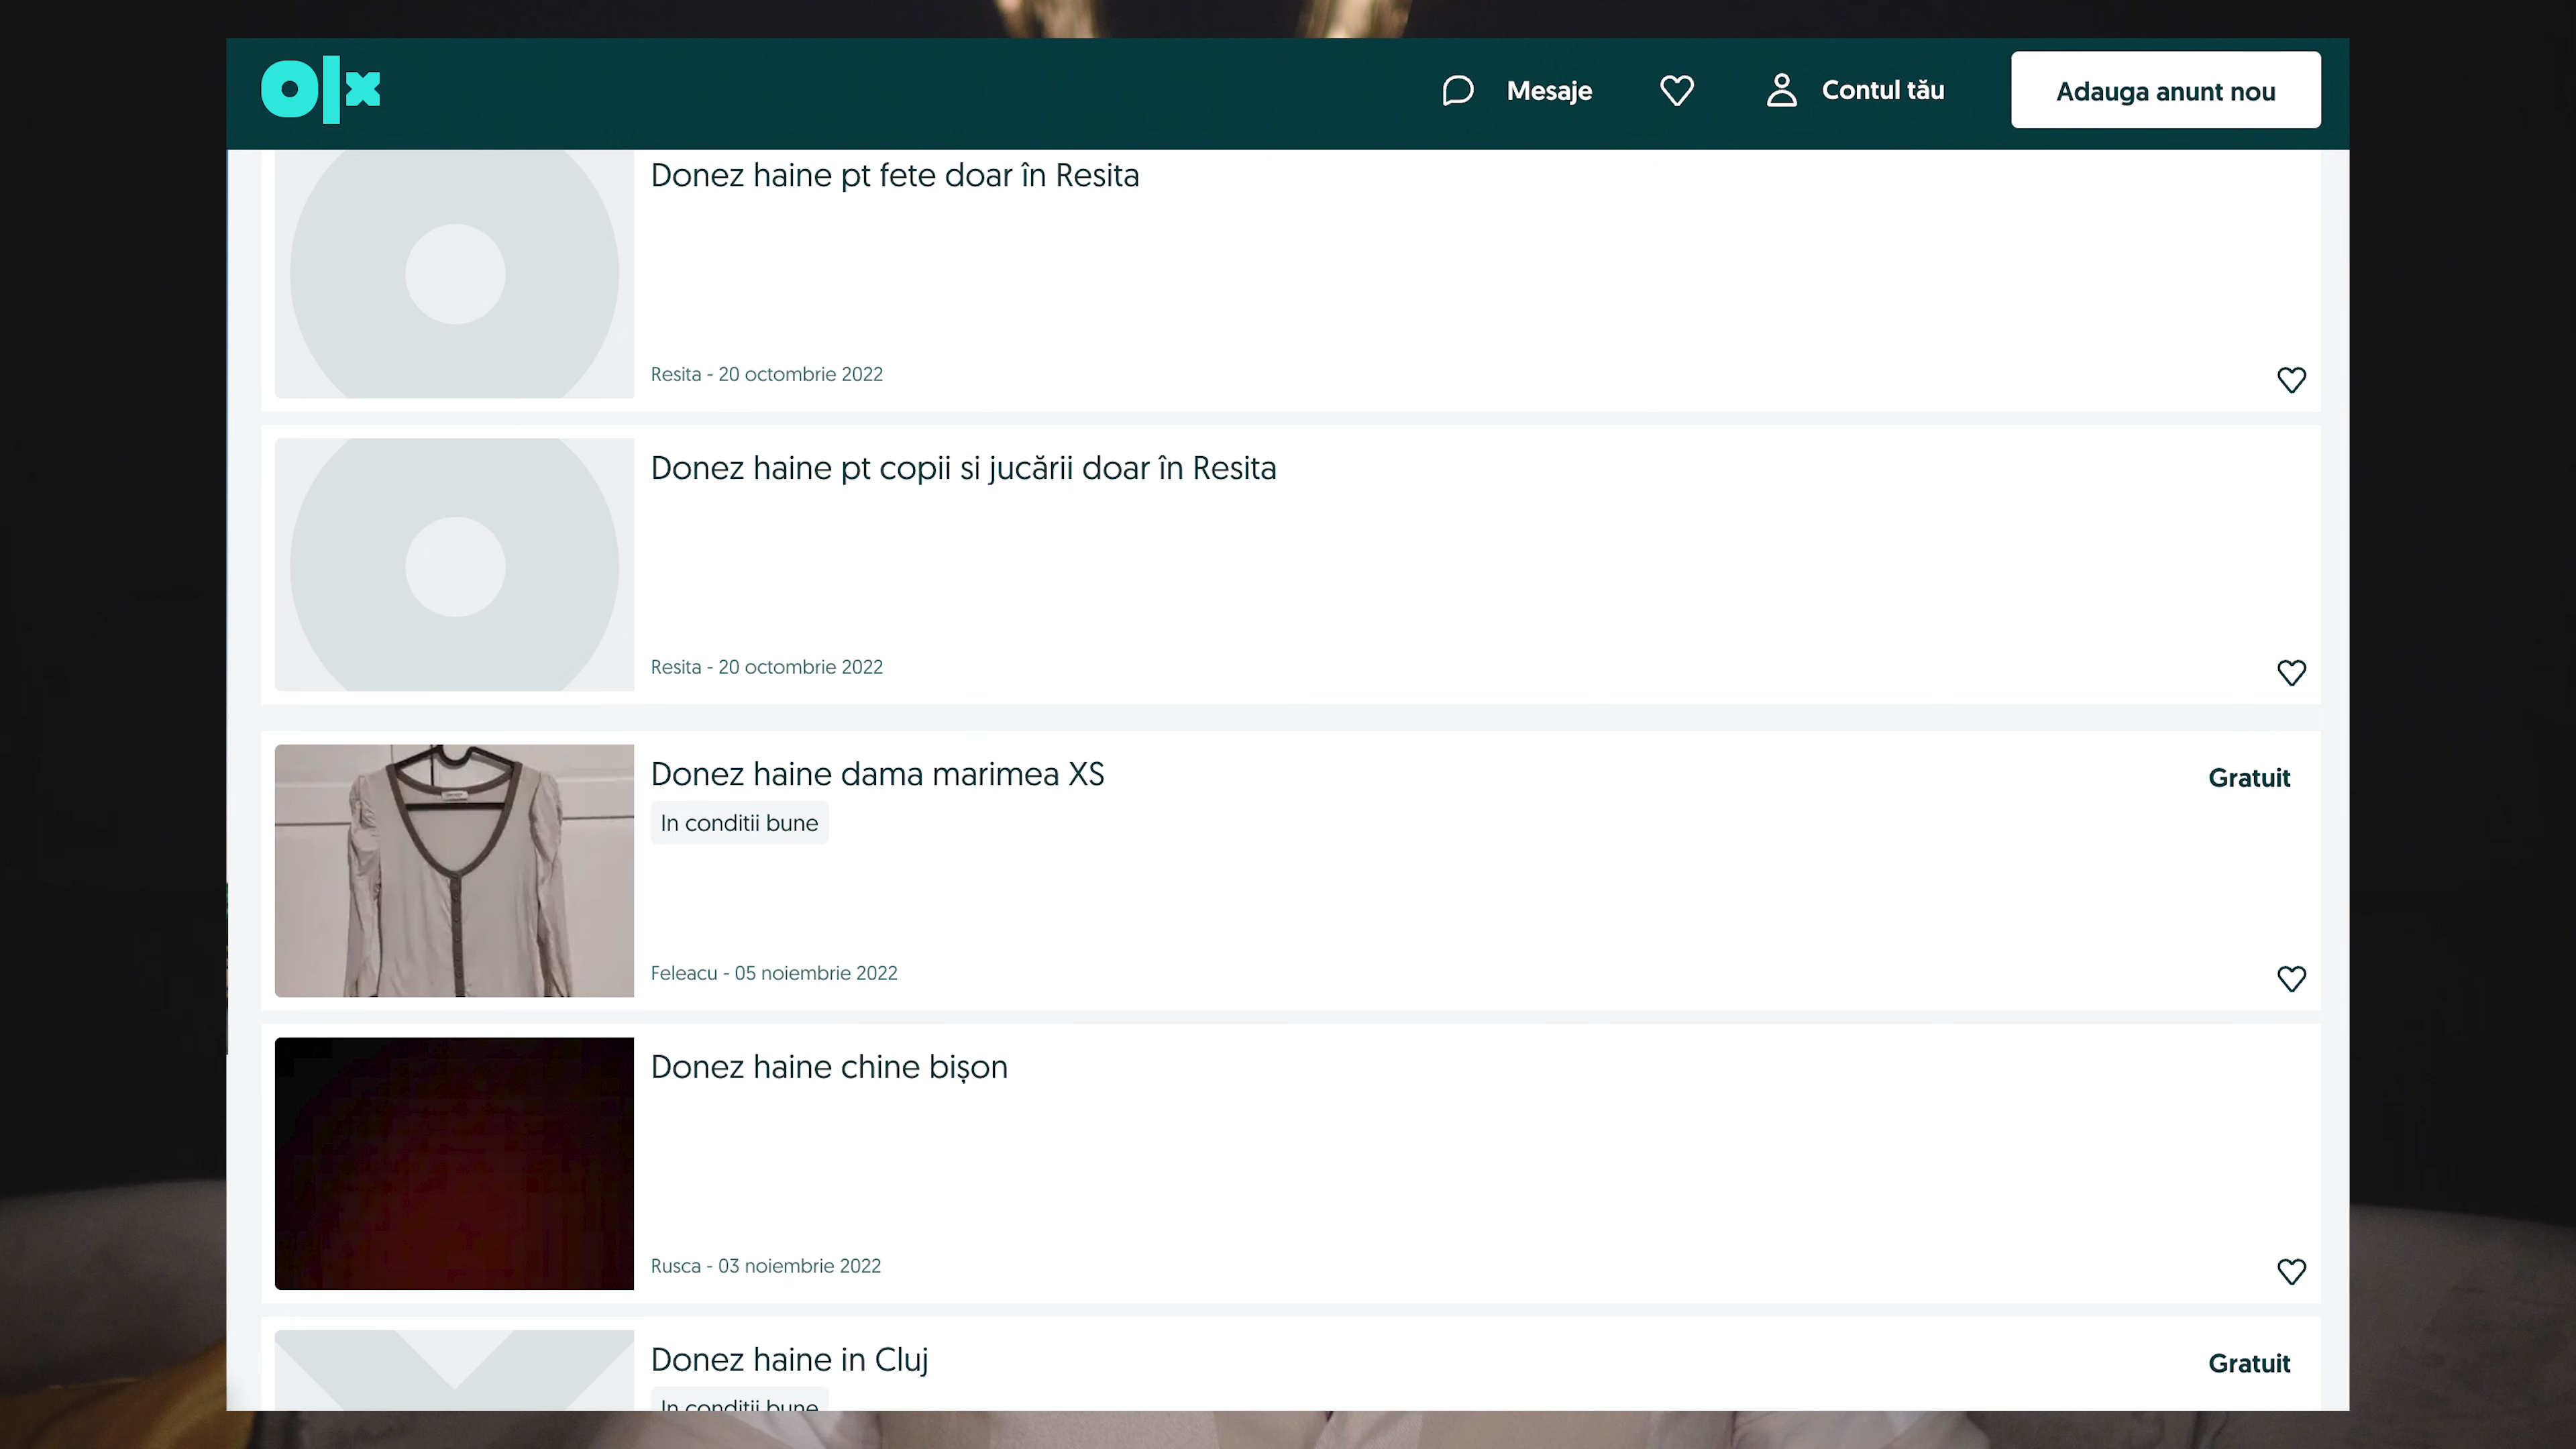 olx
Mesaje
Contul tău
Adauga anunt nou
Donez haine pt fete doar în Resita
Resita - 20 octombrie 2022
Donez haine pt copii si jucării doar în Resita
Resita - 20 octombrie 2022
Donez haine dama marimea XS
Gratuit
In conditii bune
Feleacu - 05 noiembrie 2022
Donez haine chine bișon
Rusca - 03 noiembrie 2022
Donez haine in Cluj
Gratuit
In conditii bune